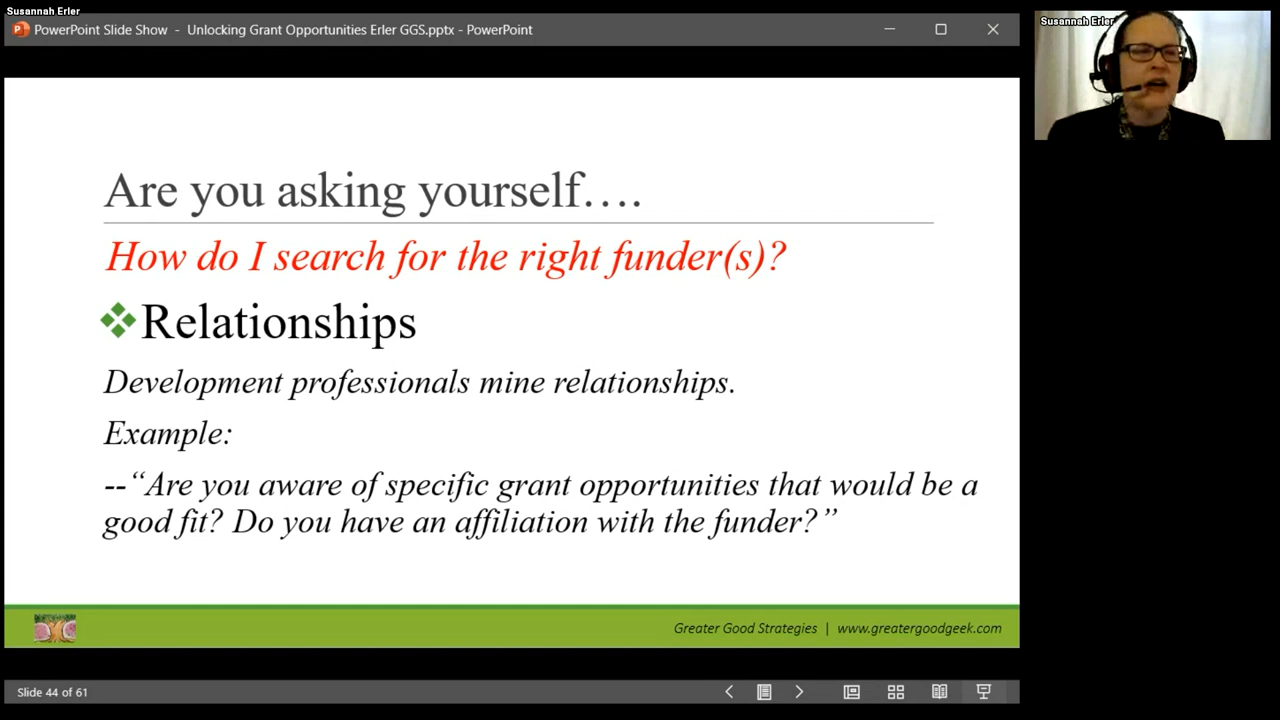 Susannah Erler
PowerPoint Slide Show - Unlocking Grant Opportunities Erler GGS.pptx - PowerPoint
Susannah Erler
Are you asking yourself….
How do I search for the right funder(s)?
Relationships
Development professionals mine relationships.
Example:
--“Are you aware of specific grant opportunities that would be a
good fit? Do you have an affiliation with the funder?”
Greater Good Strategies | www.greatergoodgeek.com
Slide 44 of 61